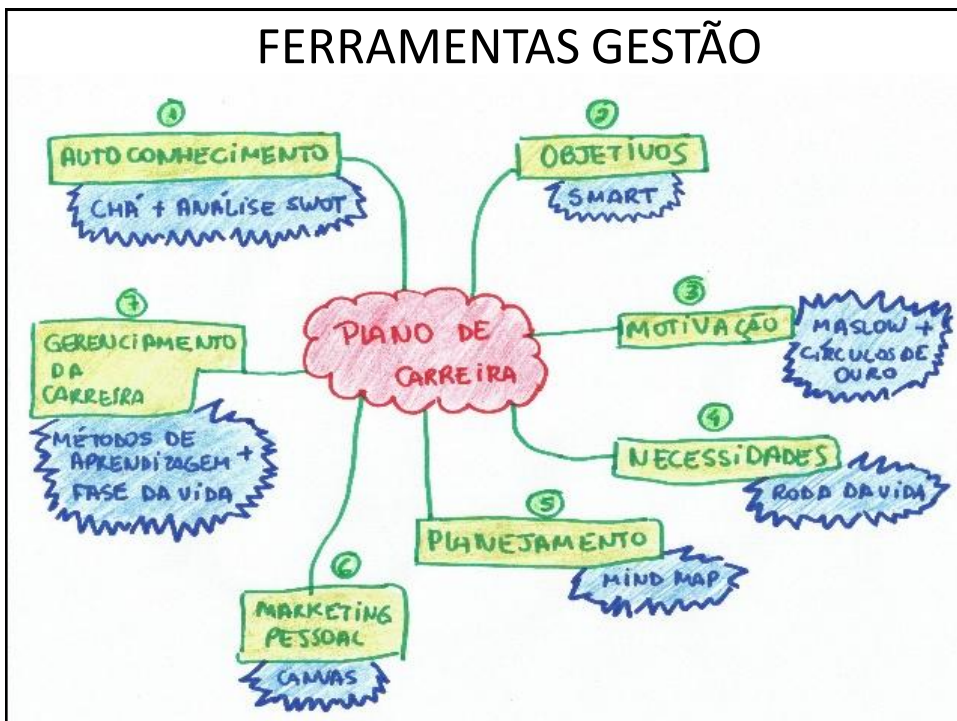 FERRAMENTAS GESTÃO
1
AUTOCONHECIMENTO
CHÁ + ANÁLISE SWOT
2
OBJETIVOS
SMART
PLANO DE
CARREIRA
3
MOTIVAÇÃO
MASLOW +
CÍRCULOS DE
OURO
4
NECESSIDADES
RODA DA VIDA
5
PLANEJAMENTO
MIND MAP
6
MARKETING
PESSOAL
CANVAS
7
GERENCIAMENTO
DA
CARREIRA
MÉTODOS DE
APRENDIZAGEM +
FASE DA VIDA